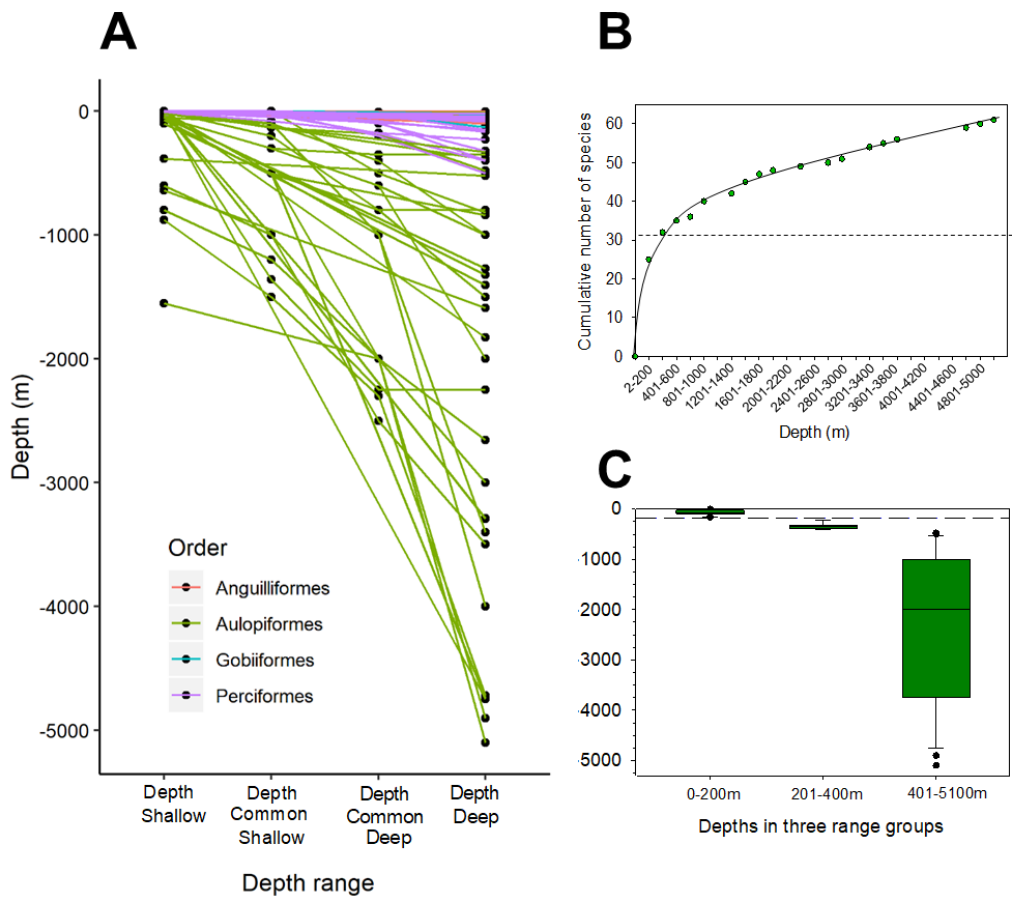 A
0
-1000
-2000
-3000
-4000
-5000
Depth (m)
Order
Anguilliformes
Aulopiformes
Gobiiformes
Perciformes
Depth
Shallow
Depth
Common
Shallow
Depth
Common
Deep
Depth
Deep
Depth range
B
60
50
40
30
20
10
0
Cumulative number of species
2-200
401-600
801-1000
1201-1400
1601-1800
2001-2200
2401-2600
2801-3000
3201-3400
3601-3800
4001-4200
4401-4600
4801-5000
Depth (m)
C
0
-1000
-2000
-3000
-4000
-5000
0-200m
201-400m
401-5100m
Depths in three range groups